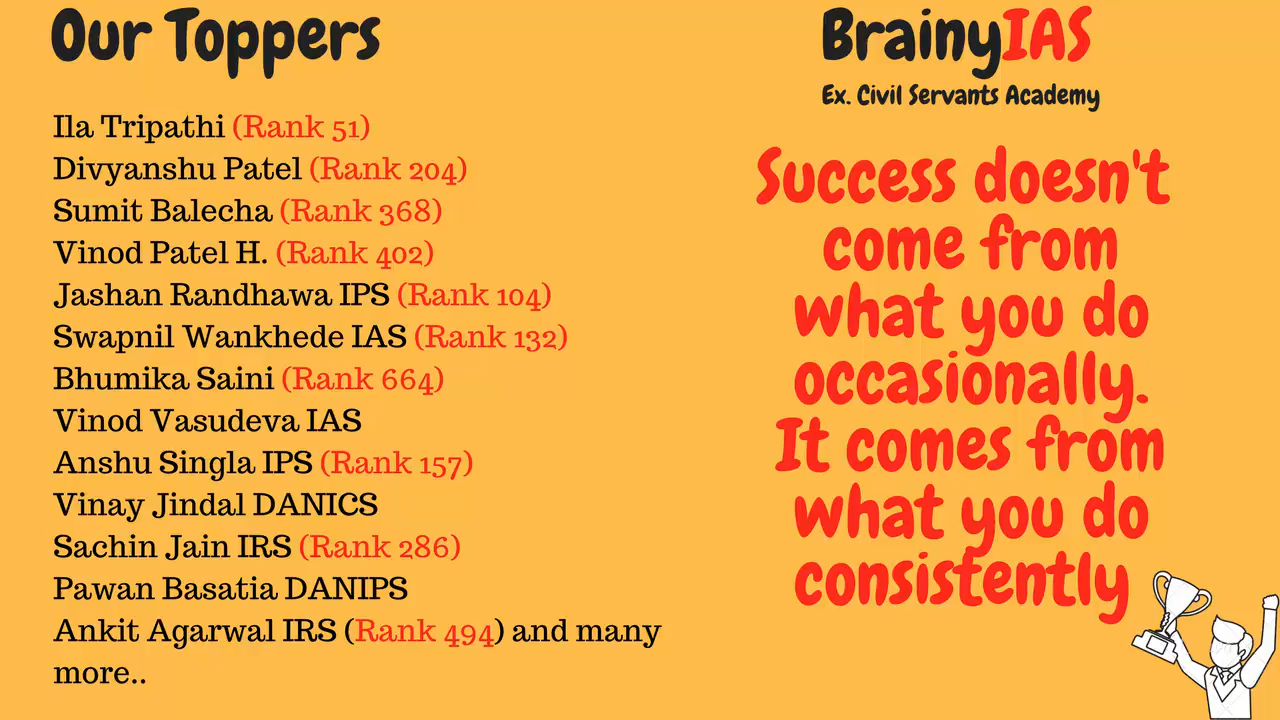 Our Toppers
Ila Tripathi (Rank 51)
Divyanshu Patel (Rank 204)
Sumit Balecha (Rank 368)
Vinod Patel H. (Rank 402)
Jashan Randhawa IPS (Rank 104)
Swapnil Wankhede IAS (Rank 132)
Bhumika Saini (Rank 664)
Vinod Vasudeva IAS
Anshu Singla IPS (Rank 157)
Vinay Jindal DANICS
Sachin Jain IRS (Rank 286)
Pawan Basatia DANIPS
Ankit Agarwal IRS (Rank 494) and many
more..
BrainyIAS
Ex. Civil Servants Academy
Success doesn't
come from
what you do
occasionally.
It comes from
what you do
consistently